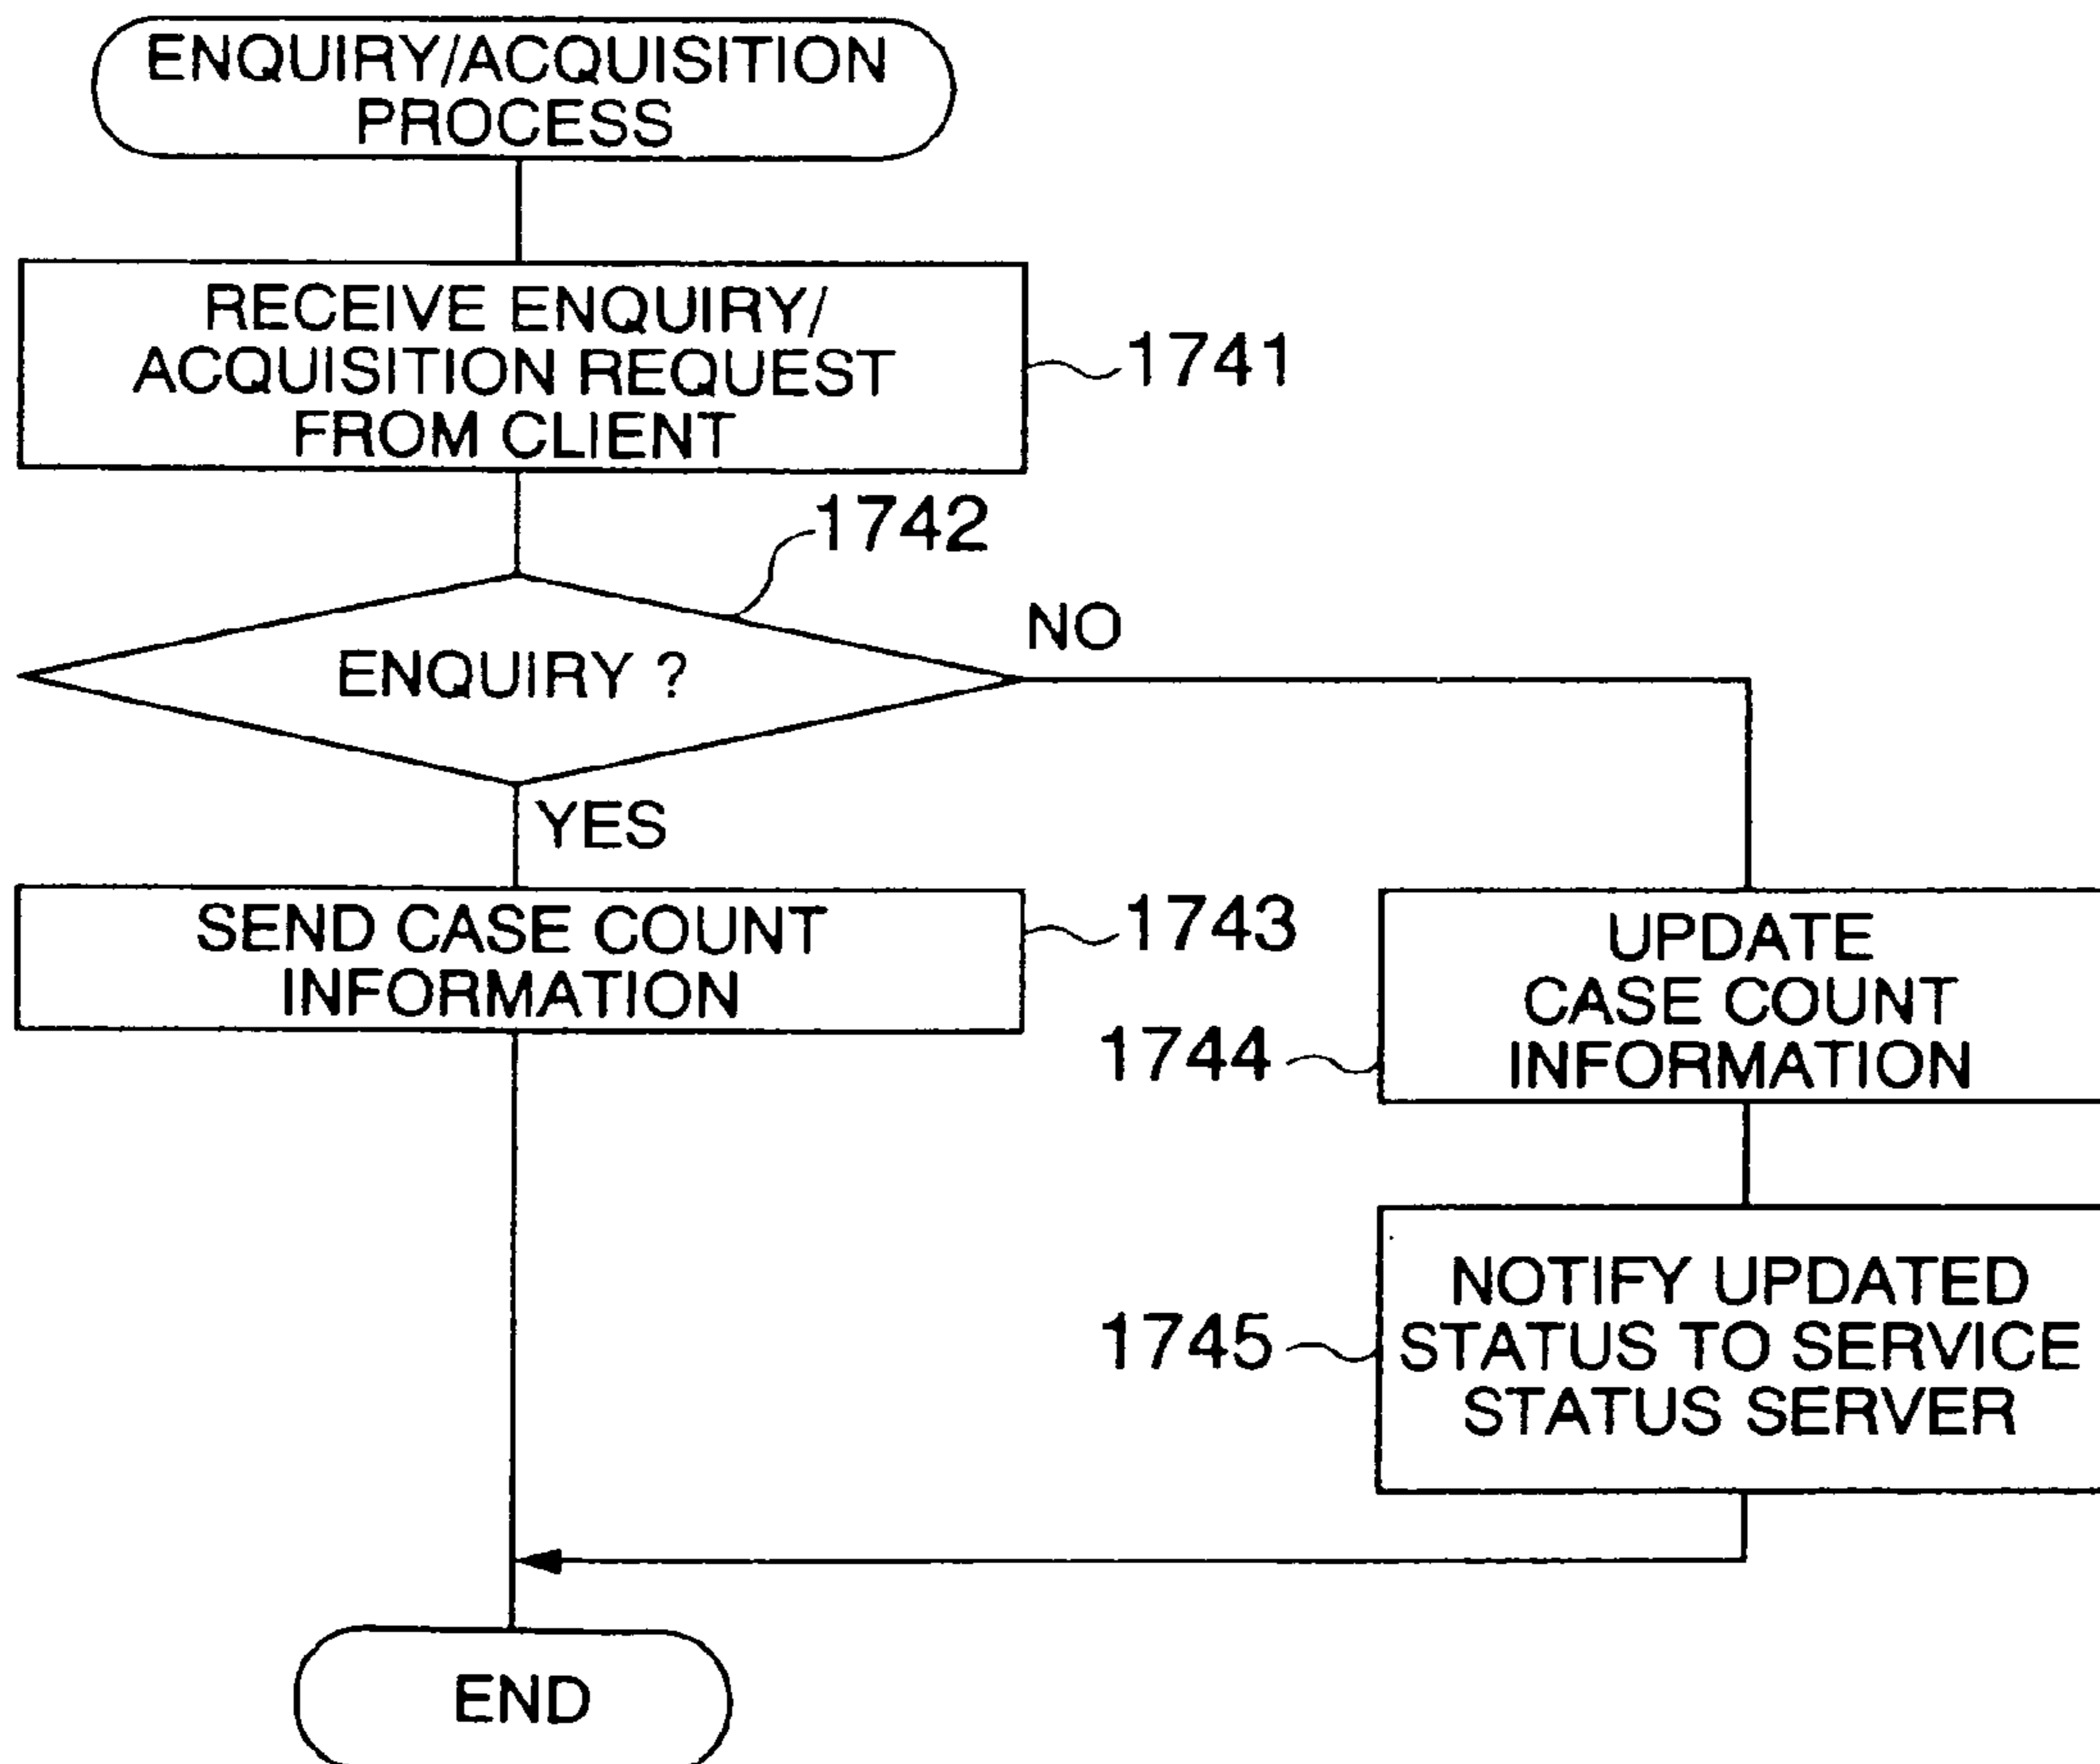 ENQUIRY/ACQUISITION
PROCESS
RECEIVE ENQUIRY/
ACQUISITION REQUEST
FROM CLIENT
1741
1742
ENQUIRY ?
NO
YES
SEND CASE COUNT
INFORMATION
1743
UPDATE
CASE COUNT
INFORMATION
1744
NOTIFY UPDATED
STATUS TO SERVICE
STATUS SERVER
1745
END